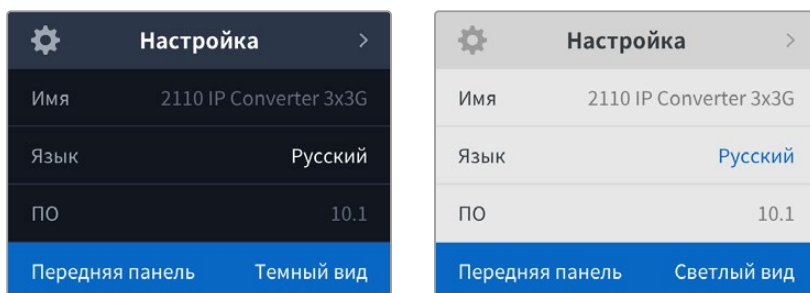 Настройка
Имя 2110 IP Converter 3x3G
Язык Русский
ПО 10.1
Передняя панель Темный вид
Настройка
Имя 2110 IP Converter 3x3G
Язык Русский
ПО 10.1
Передняя панель Светлый вид